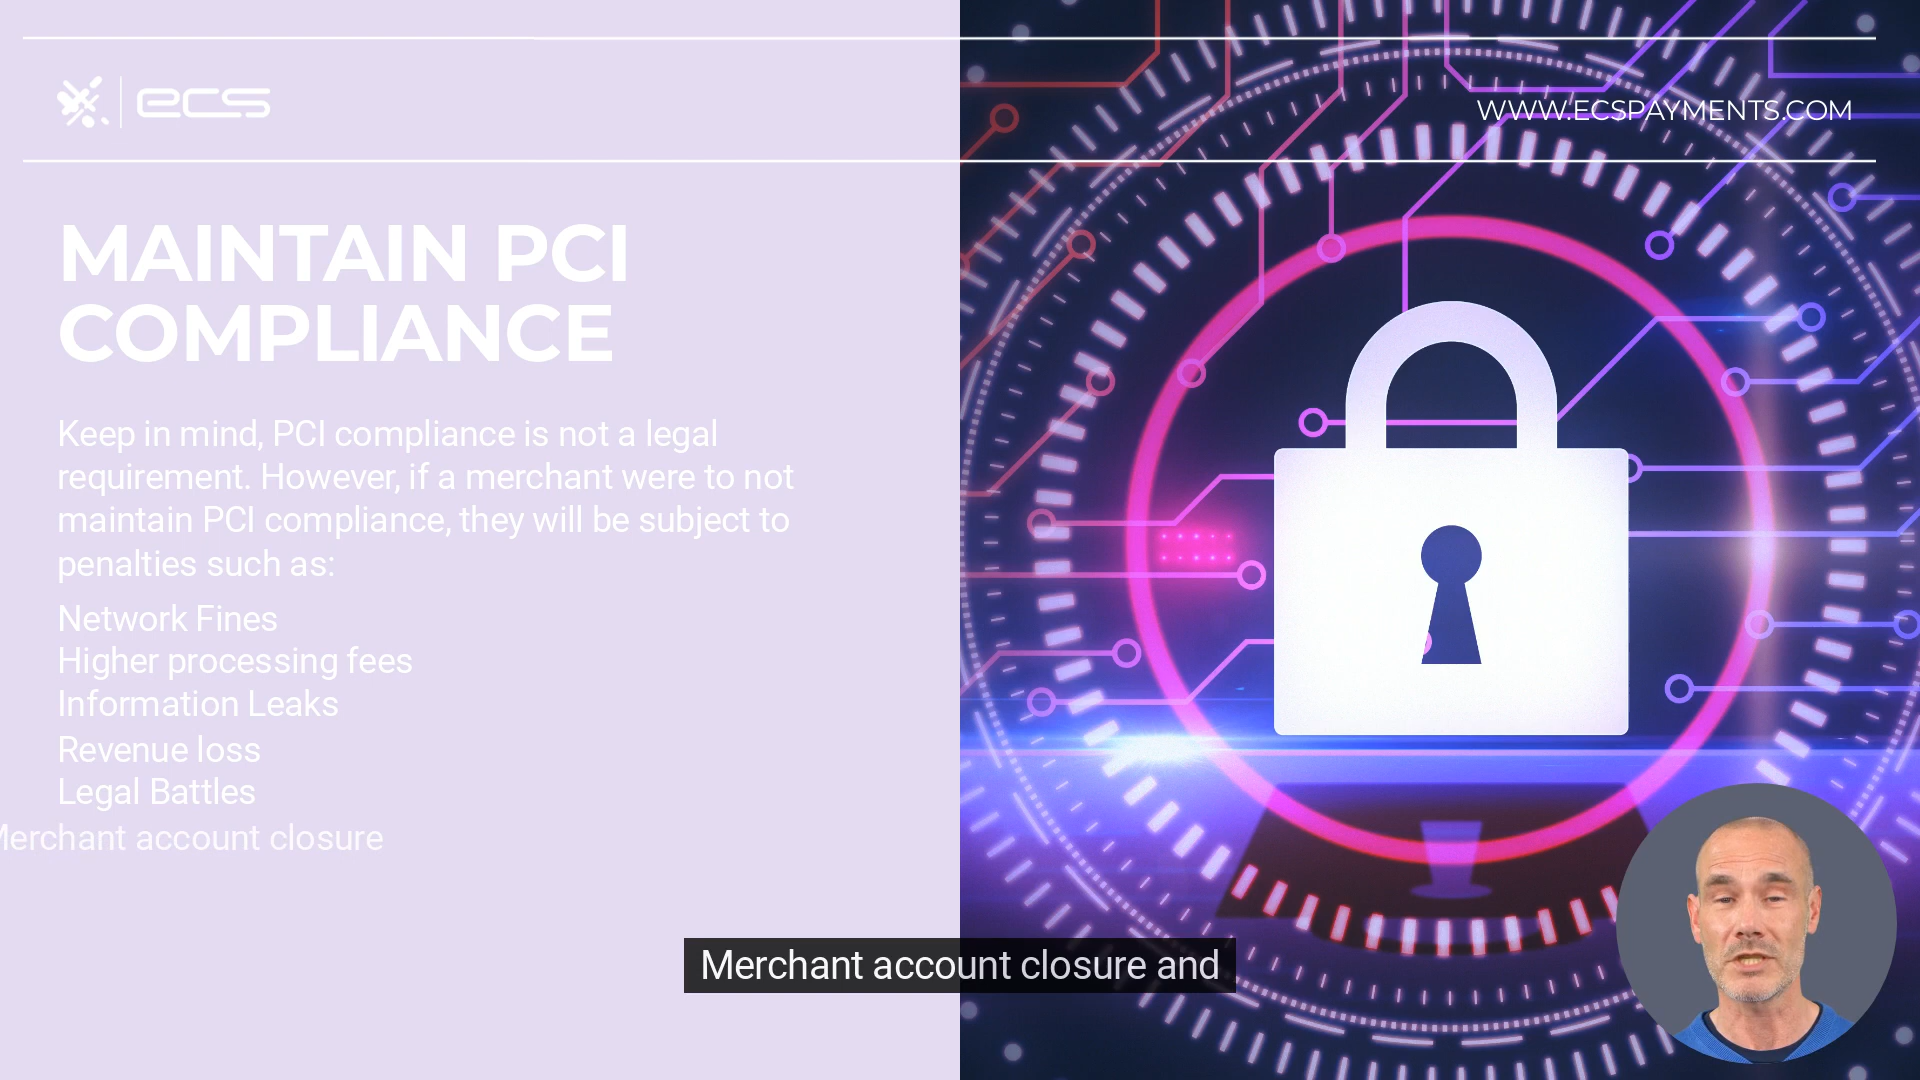 ecs
WWW.ECSPAYMENTS.COM
MAINTAIN PCI
COMPLIANCE
Keep in mind, PCI compliance is not a legal
requirement. However, if a merchant were to not
maintain PCI compliance, they will be subject to
penalties such as:
Network Fines
Higher processing fees
Information Leaks
Revenue loss
Legal Battles
Merchant account closure
Merchant account closure and